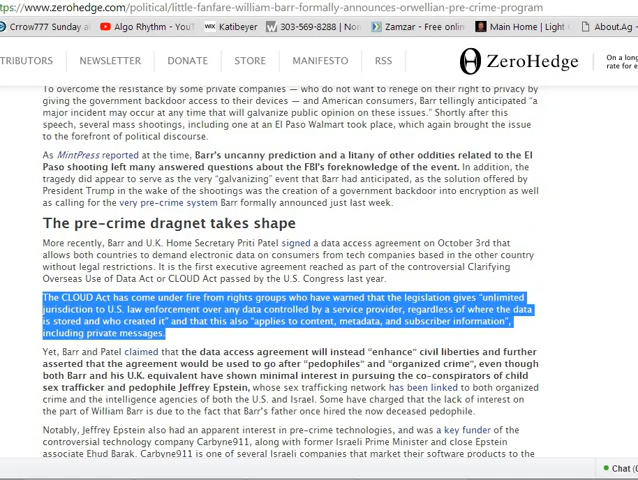 ttps://www.zerohedge.com/political/little-fanfare-william-barr-formally-announces-orwellian-pre-crime-program
Crrow777 Sunday a
Algo Rhythm - YouT
Katibeyer
303-569-8288 | Non
Zamzar - Free onlin
Main Home | Light
About.Ag
TRIBUTORS NEWSLETTER DONATE STORE MANIFESTO RSS
ZeroHedge
On a long
rate for e
To overcome the resistance by some private companies — who do not want to renege on their right to privacy by
giving the government backdoor access to their devices — and American consumers, Barr tellingly anticipated "a
major incident may occur at any time that will galvanize public opinion on these issues." Shortly after this
speech, several mass shootings, including one at an El Paso Walmart took place, which again brought the issue
to the forefront of political discourse.
As MintPress reported at the time, Barr's uncanny prediction and a litany of other oddities related to the El
Paso shooting left many answered questions about the FBI's foreknowledge of the event. In addition, the
tragedy did appear to serve as the very "galvanizing" event that Barr had anticipated, as the solution offered by
President Trump in the wake of the shootings was the creation of a government backdoor into encryption as well
as calling for the very pre-crime system Barr formally announced just last week.
The pre-crime dragnet takes shape
More recently, Barr and U.K. Home Secretary Priti Patel signed a data access agreement on October 3rd that
allows both countries to demand electronic data on consumers from tech companies based in the other country
without legal restrictions. It is the first executive agreement reached as part of the controversial Clarifying
Overseas Use of Data Act or CLOUD Act passed by the U.S. Congress last year.
The CLOUD Act has come under fire from rights groups who have warned that the legislation gives "unlimited
jurisdiction to U.S. law enforcement over any data controlled by a service provider, regardless of where the data
is stored and who created it" and that this also "applies to content, metadata, and subscriber information",
including private messages.
Yet, Barr and Patel claimed that the data access agreement will instead "enhance" civil liberties and further
asserted that the agreement would be used to go after "pedophiles" and "organized crime", even though
both Barr and his U.K. equivalent have shown minimal interest in pursuing the co-conspirators of child
sex trafficker and pedophile Jeffrey Epstein, whose sex trafficking network has been linked to both organized
crime and the intelligence agencies of both the U.S. and Israel. Some have charged that the lack of interest on
the part of William Barr is due to the fact that Barr's father once hired the now deceased pedophile.
Notably, Jeffrey Epstein also had an apparent interest in pre-crime technologies, and was a key funder of the
controversial technology company Carbyne911, along with former Israeli Prime Minister and close Epstein
associate Ehud Barak. Carbyne911 is one of several Israeli companies that market their software products to the
Chat (